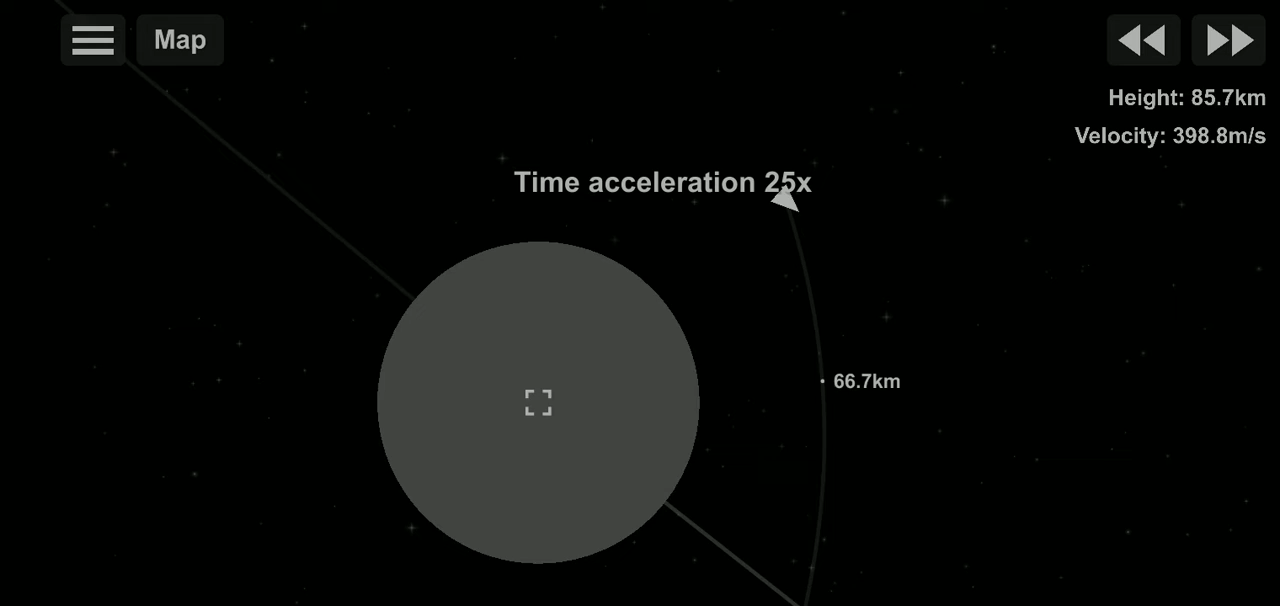 Map
Height: 85.7km
Velocity: 398.8m/s
Time acceleration 25x
66.7km